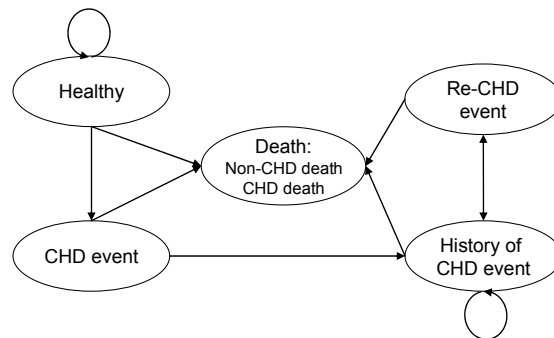 Healthy
Re-CHD
event
Death:
Non-CHD death
CHD death
CHD event
History of
CHD event